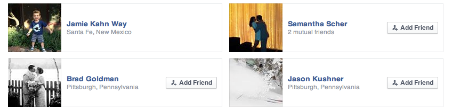 Jamie Kahn Way
Santa Fe, New Mexico
Samantha Scher
2 mutual friends
Add Friend
Brad Goldman
Pittsburgh, Pennsylvania
Add Friend
Jason Kushner
Pittsburgh, Pennsylvania
Add Friend